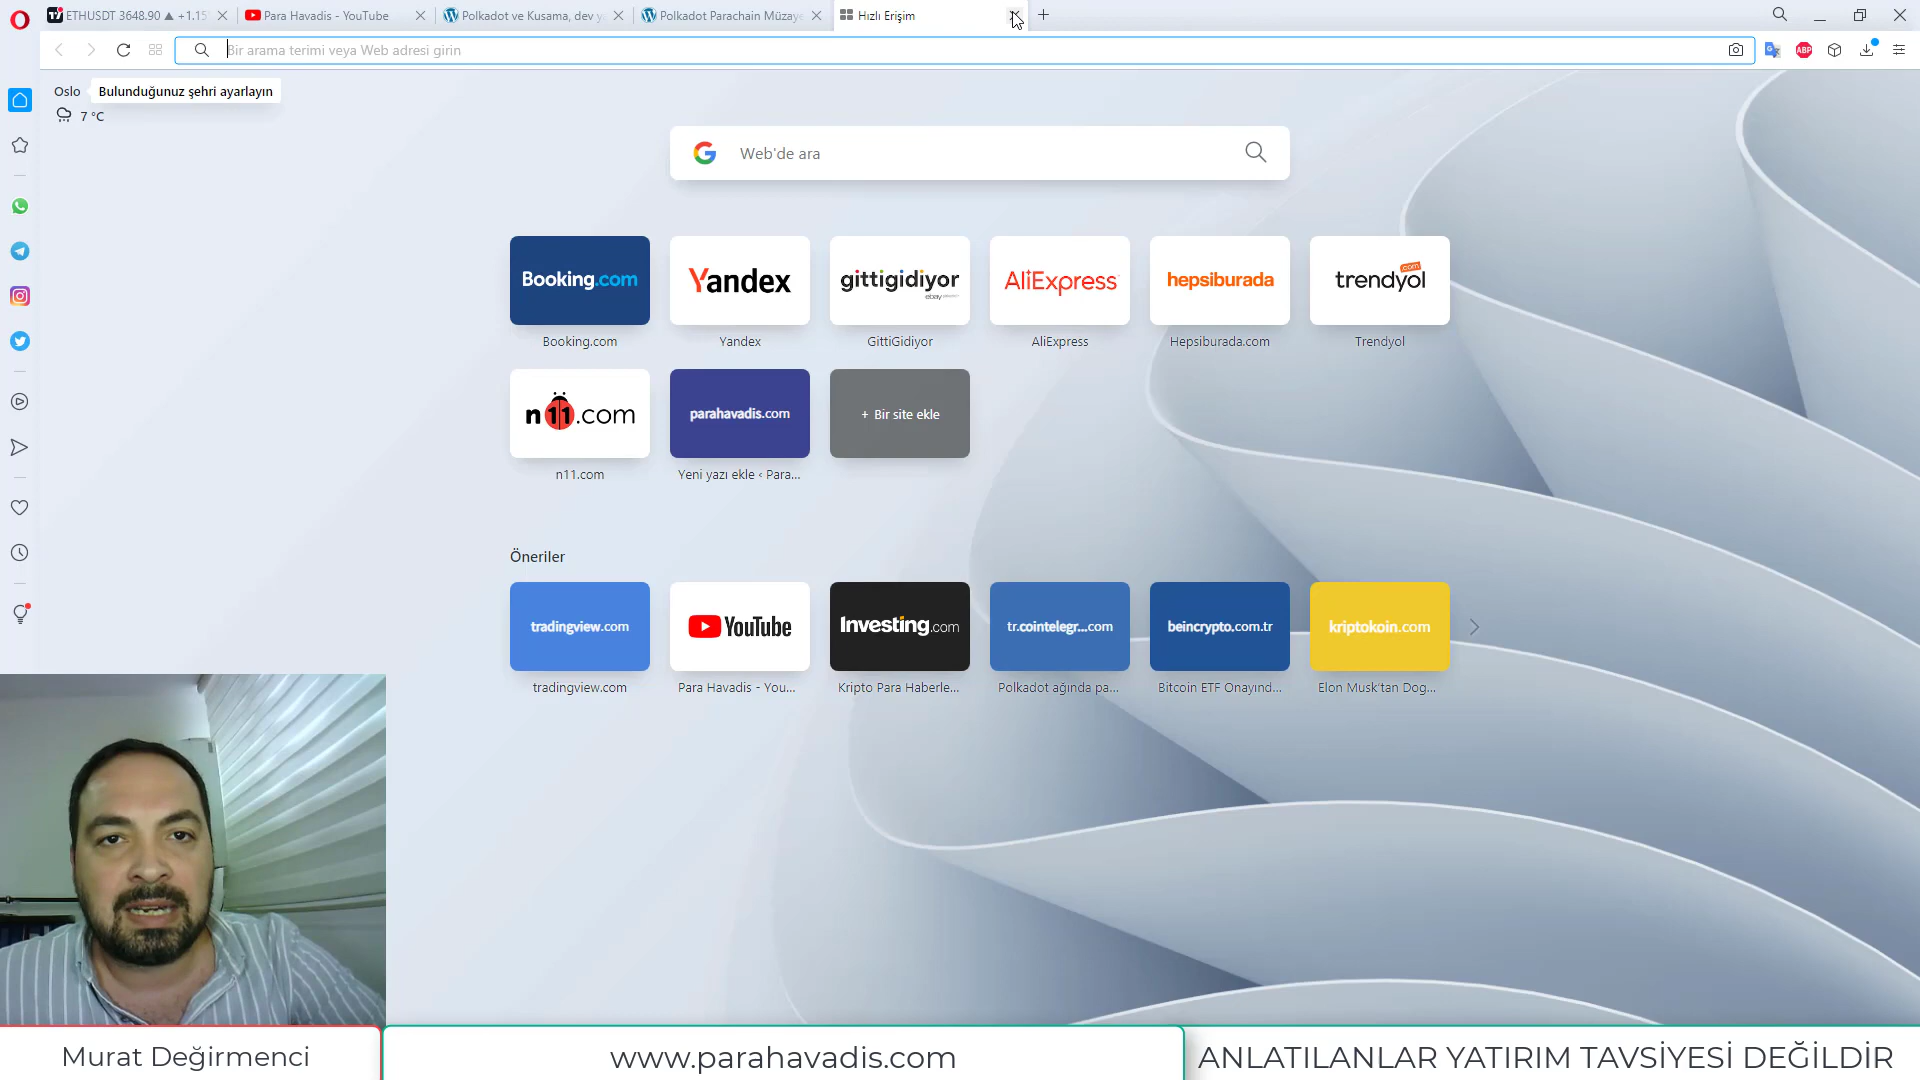 ETHUSDT 3648.90 ▲ +1.15
Para Havadis - YouTube
Polkadot ve Kusama, dev y
Polkadot Parachain Müzaye
Hızlı Erişim
Bir arama terimi veya Web adresi girin
ABP
Oslo
Bulunduğunuz şehri ayarlayın
7 °C
Web'de ara
Booking.com
Yandex
gittigidiyor
AliExpress
hepsiburada
trendyol
.com
Booking.com
Yandex
GittiGidiyor
AliExpress
Hepsiburada.com
Trendyol
n11.com
parahavadis.com
+ Bir site ekle
n11.com
Yeni yazı ekle ‹ Para...
Öneriler
tradingview.com
YouTube
Investing.com
tr.cointelegr...com
beincrypto.com.tr
kriptokoin.com
tradingview.com
Para Havadis - You...
Kripto Para Haberle...
Polkadot ağında pa...
Bitcoin ETF Onayınd...
Elon Musk'tan Dog...
Murat Değirmenci
www.parahavadis.com
ANLATILANLAR YATIRIM TAVSİYESİ DEĞİLDİR